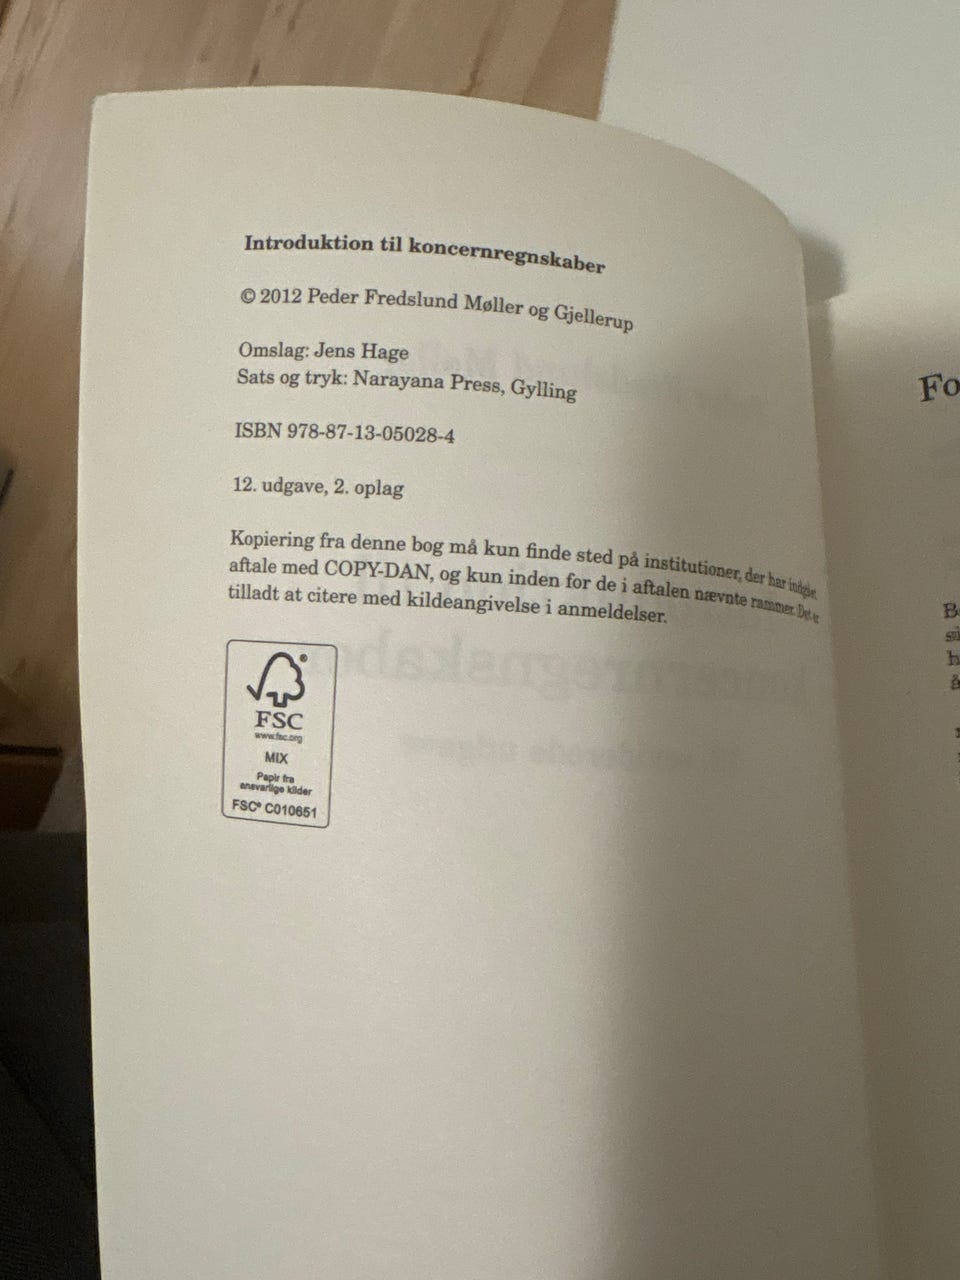 Introduktion til koncernregnskaber
© 2012 Peder Fredslund Møller og Gjellerup
Omslag: Jens Hage
Sats og tryk: Narayana Press, Gylling
ISBN 978-87-13-05028-4
12. udgave, 2. oplag
Kopiering fra denne bog må kun finde sted på institutioner, der har indgået
aftale med COPY-DAN, og kun inden for de i aftalen nævnte rammer. Det er
tilladt at citere med kildeangivelse i anmeldelser.
®
FSC
www.fsc.org
MIX
Papir fra
ansvarlige kilder
FSC® C010651
Fo